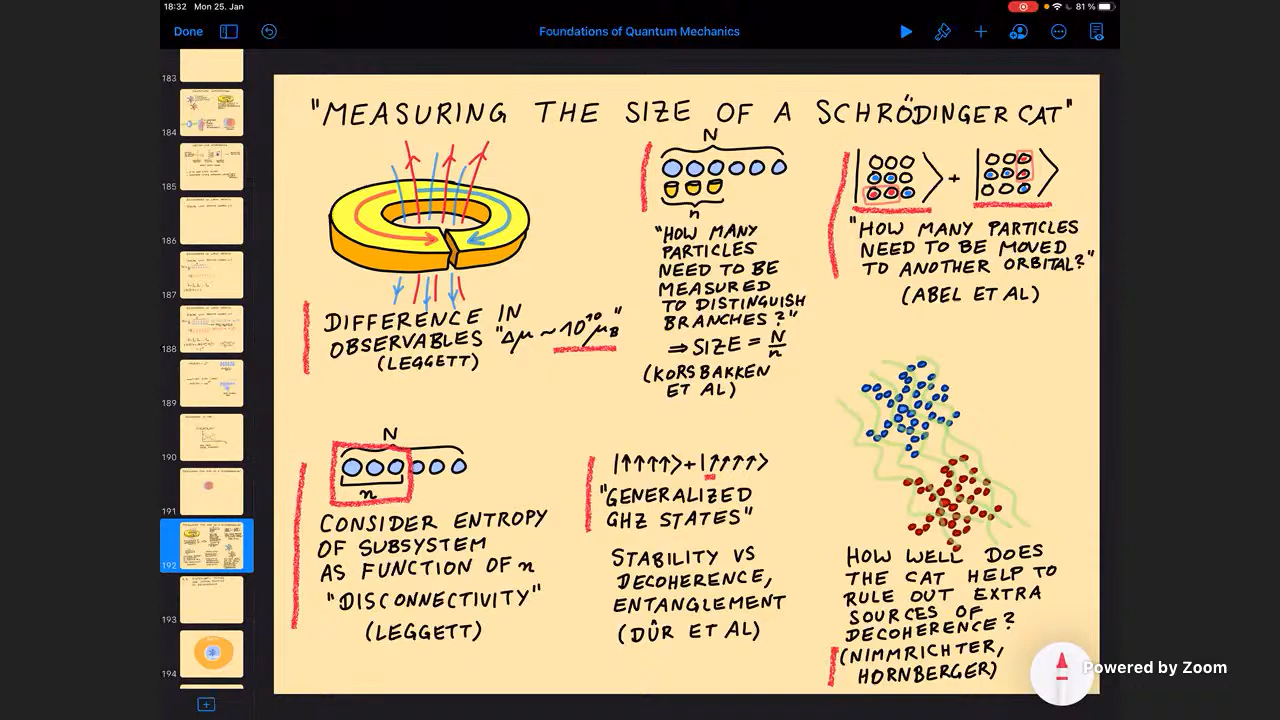 18:32 Mon 25. Jan
81 %
Done
Foundations of Quantum Mechanics
183
184
185
186
187
188
189
190
191
192
193
194
"MEASURING THE SIZE OF A SCHRÖDINGER CAT"
DIFFERENCE IN
OBSERVABLES "Δμ ~ 10¹⁰ μ_B"
(LEGGETT)
N
n
"HOW MANY
PARTICLES
NEED TO BE
MEASURED
TO DISTINGUISH
BRANCHES?"
⇒ SIZE = N/n
(KORSBAKKEN
ET AL)
+
"HOW MANY PARTICLES
NEED TO BE MOVED
TO ANOTHER ORBITAL?"
(ABEL ET AL)
N
n
CONSIDER ENTROPY
OF SUBSYSTEM
AS FUNCTION OF n
"DISCONNECTIVITY"
(LEGGETT)
|↑↑↑↑⟩+|↑↑↑↑⟩
"GENERALIZED
GHZ STATES"
STABILITY VS
DECOHERENCE,
ENTANGLEMENT
(DÜR ET AL)
HOW WELL DOES
THE CAT HELP TO
RULE OUT EXTRA
SOURCES OF
DECOHERENCE?
(NIMMRICHTER,
HORNBERGER)
Powered by Zoom